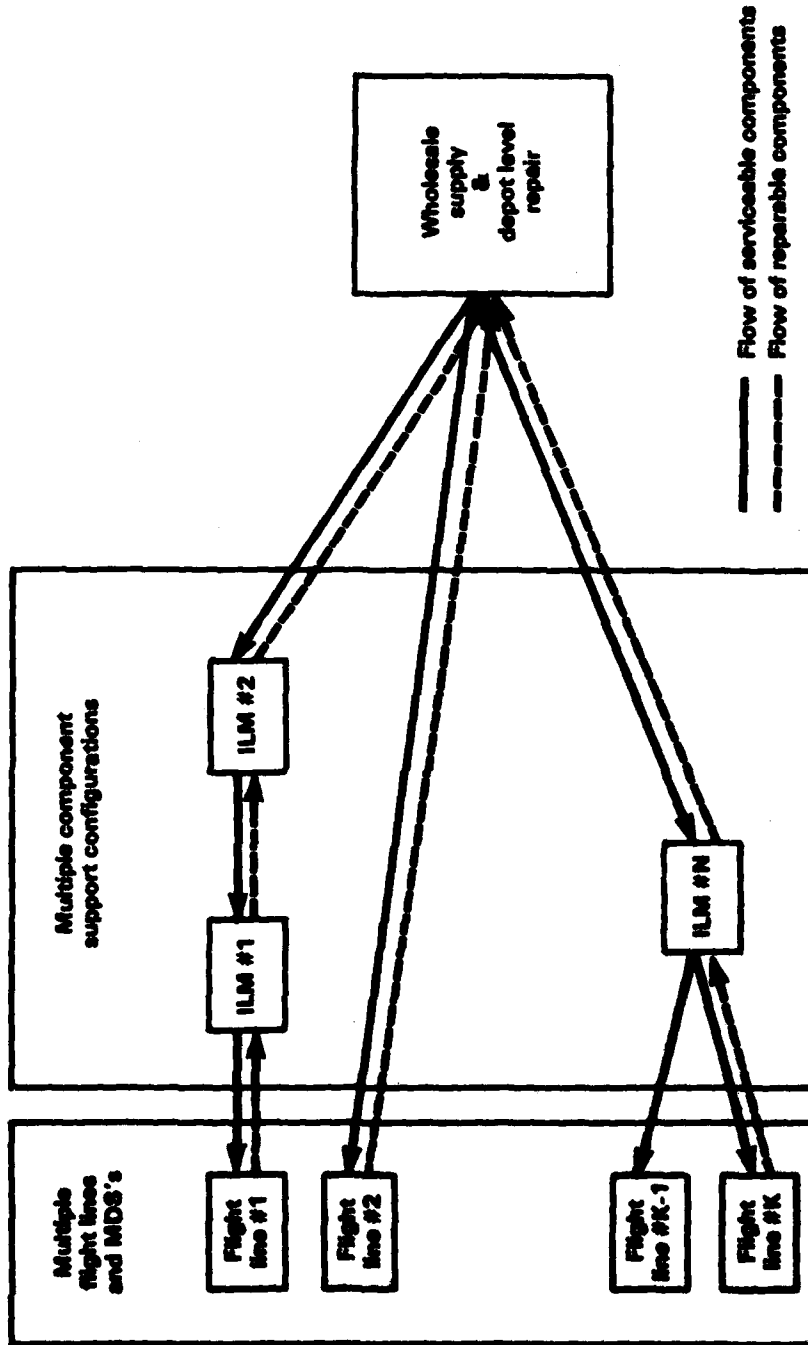 Multiple
flight lines
and MDS's
Flight
line #1
Flight
line #2
Flight
line #K-1
Flight
line #K
Multiple component
support configurations
ILM #1
ILM #2
ILM #N
Wholesale
supply
&
depot level
repair
Flow of serviceable components
Flow of reparable components